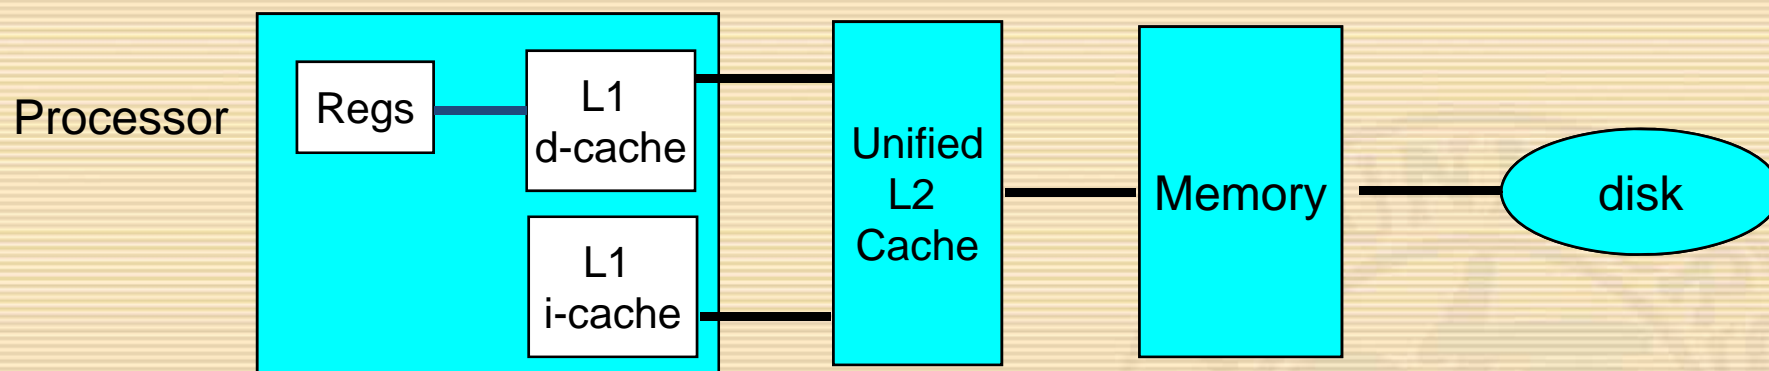 Processor
Regs
L1
d-cache
L1
i-cache
Unified
L2
Cache
Memory
disk